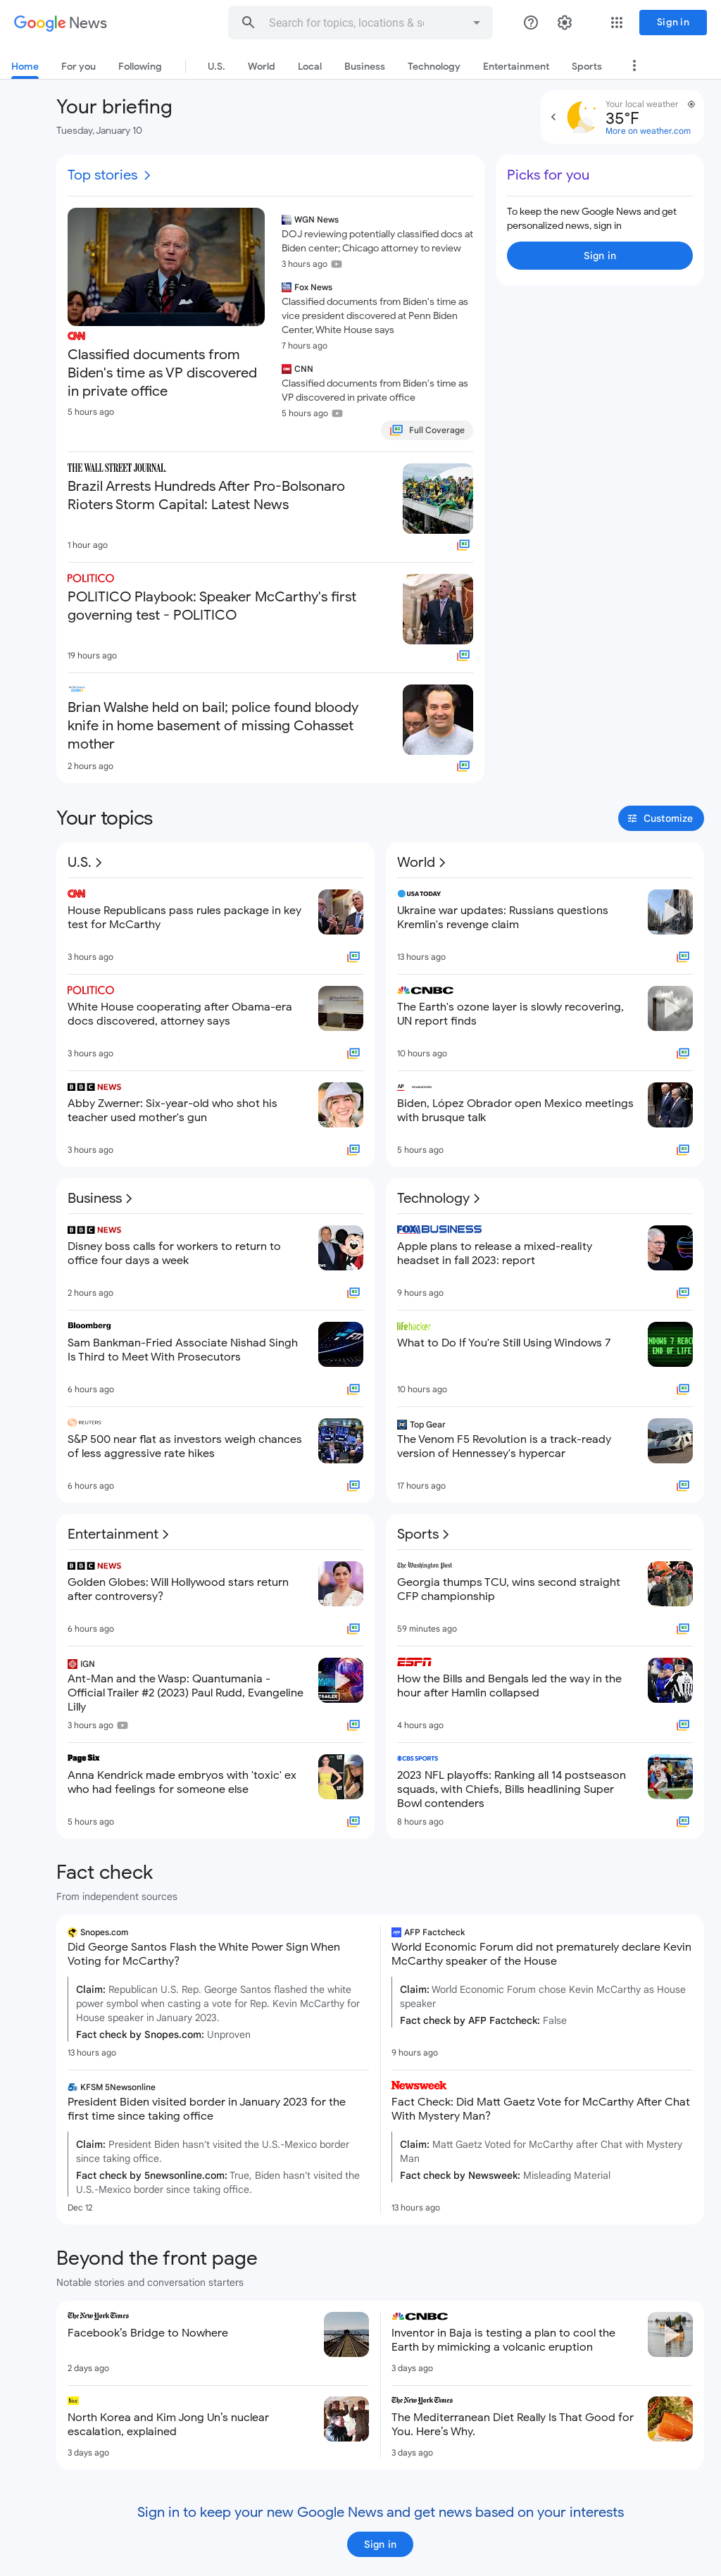 Google News
Search for topics, locations & so
Sign in
Home
For you
Following
U.S.
World
Local
Business
Technology
Entertainment
Sports
Your briefing
Tuesday, January 10
Your local weather
35°F
More on weather.com
Top stories
CNN
Classified documents from
Biden's time as VP discovered
in private office
5 hours ago
WGN News
DOJ reviewing potentially classified docs at
Biden center; Chicago attorney to review
3 hours ago
Fox News
Classified documents from Biden's time as
vice president discovered at Penn Biden
Center, White House says
7 hours ago
CNN
Classified documents from Biden's time as
VP discovered in private office
5 hours ago
Full Coverage
Picks for you
To keep the new Google News and get
personalized news, sign in
Sign in
THE WALL STREET JOURNAL.
Brazil Arrests Hundreds After Pro-Bolsonaro
Rioters Storm Capital: Latest News
1 hour ago
POLITICO
POLITICO Playbook: Speaker McCarthy's first
governing test - POLITICO
19 hours ago
Brian Walshe held on bail; police found bloody
knife in home basement of missing Cohasset
mother
2 hours ago
Your topics
Customize
U.S.
CNN
House Republicans pass rules package in key
test for McCarthy
3 hours ago
POLITICO
White House cooperating after Obama-era
docs discovered, attorney says
3 hours ago
BBC NEWS
Abby Zwerner: Six-year-old who shot his
teacher used mother's gun
3 hours ago
World
USA TODAY
Ukraine war updates: Russians questions
Kremlin's revenge claim
13 hours ago
CNBC
The Earth's ozone layer is slowly recovering,
UN report finds
10 hours ago
AP
Biden, López Obrador open Mexico meetings
with brusque talk
5 hours ago
Business
BBC NEWS
Disney boss calls for workers to return to
office four days a week
2 hours ago
Bloomberg
Sam Bankman-Fried Associate Nishad Singh
Is Third to Meet With Prosecutors
6 hours ago
REUTERS
S&P 500 near flat as investors weigh chances
of less aggressive rate hikes
6 hours ago
Technology
FOX BUSINESS
Apple plans to release a mixed-reality
headset in fall 2023: report
9 hours ago
lifehacker
What to Do If You're Still Using Windows 7
NDOWS 7 REAC
END OF LIFE
10 hours ago
Top Gear
The Venom F5 Revolution is a track-ready
version of Hennessey's hypercar
17 hours ago
Entertainment
BBC NEWS
Golden Globes: Will Hollywood stars return
after controversy?
6 hours ago
IGN
Ant-Man and the Wasp: Quantumania -
Official Trailer #2 (2023) Paul Rudd, Evangeline
Lilly
TRAILER
3 hours ago
Page Six
Anna Kendrick made embryos with 'toxic' ex
who had feelings for someone else
5 hours ago
Sports
The Washington Post
Georgia thumps TCU, wins second straight
CFP championship
59 minutes ago
ESPN
How the Bills and Bengals led the way in the
hour after Hamlin collapsed
4 hours ago
CBS SPORTS
2023 NFL playoffs: Ranking all 14 postseason
squads, with Chiefs, Bills headlining Super
Bowl contenders
8 hours ago
Fact check
From independent sources
Snopes.com
Did George Santos Flash the White Power Sign When
Voting for McCarthy?
Claim: Republican U.S. Rep. George Santos flashed the white
power symbol when casting a vote for Rep. Kevin McCarthy for
House speaker in January 2023.
Fact check by Snopes.com: Unproven
13 hours ago
AFP Factcheck
World Economic Forum did not prematurely declare Kevin
McCarthy speaker of the House
Claim: World Economic Forum chose Kevin McCarthy as House
speaker
Fact check by AFP Factcheck: False
9 hours ago
KFSM 5Newsonline
President Biden visited border in January 2023 for the
first time since taking office
Claim: President Biden hasn't visited the U.S.-Mexico border
since taking office.
Fact check by 5newsonline.com: True, Biden hasn't visited the
U.S.-Mexico border since taking office.
Dec 12
Newsweek
Fact Check: Did Matt Gaetz Vote for McCarthy After Chat
With Mystery Man?
Claim: Matt Gaetz Voted for McCarthy after Chat with Mystery
Man
Fact check by Newsweek: Misleading Material
13 hours ago
Beyond the front page
Notable stories and conversation starters
The New York Times
Facebook's Bridge to Nowhere
2 days ago
CNBC
Inventor in Baja is testing a plan to cool the
Earth by mimicking a volcanic eruption
3 days ago
Vox
North Korea and Kim Jong Un's nuclear
escalation, explained
3 days ago
The New York Times
The Mediterranean Diet Really Is That Good for
You. Here's Why.
3 days ago
Sign in to keep your new Google News and get news based on your interests
Sign in